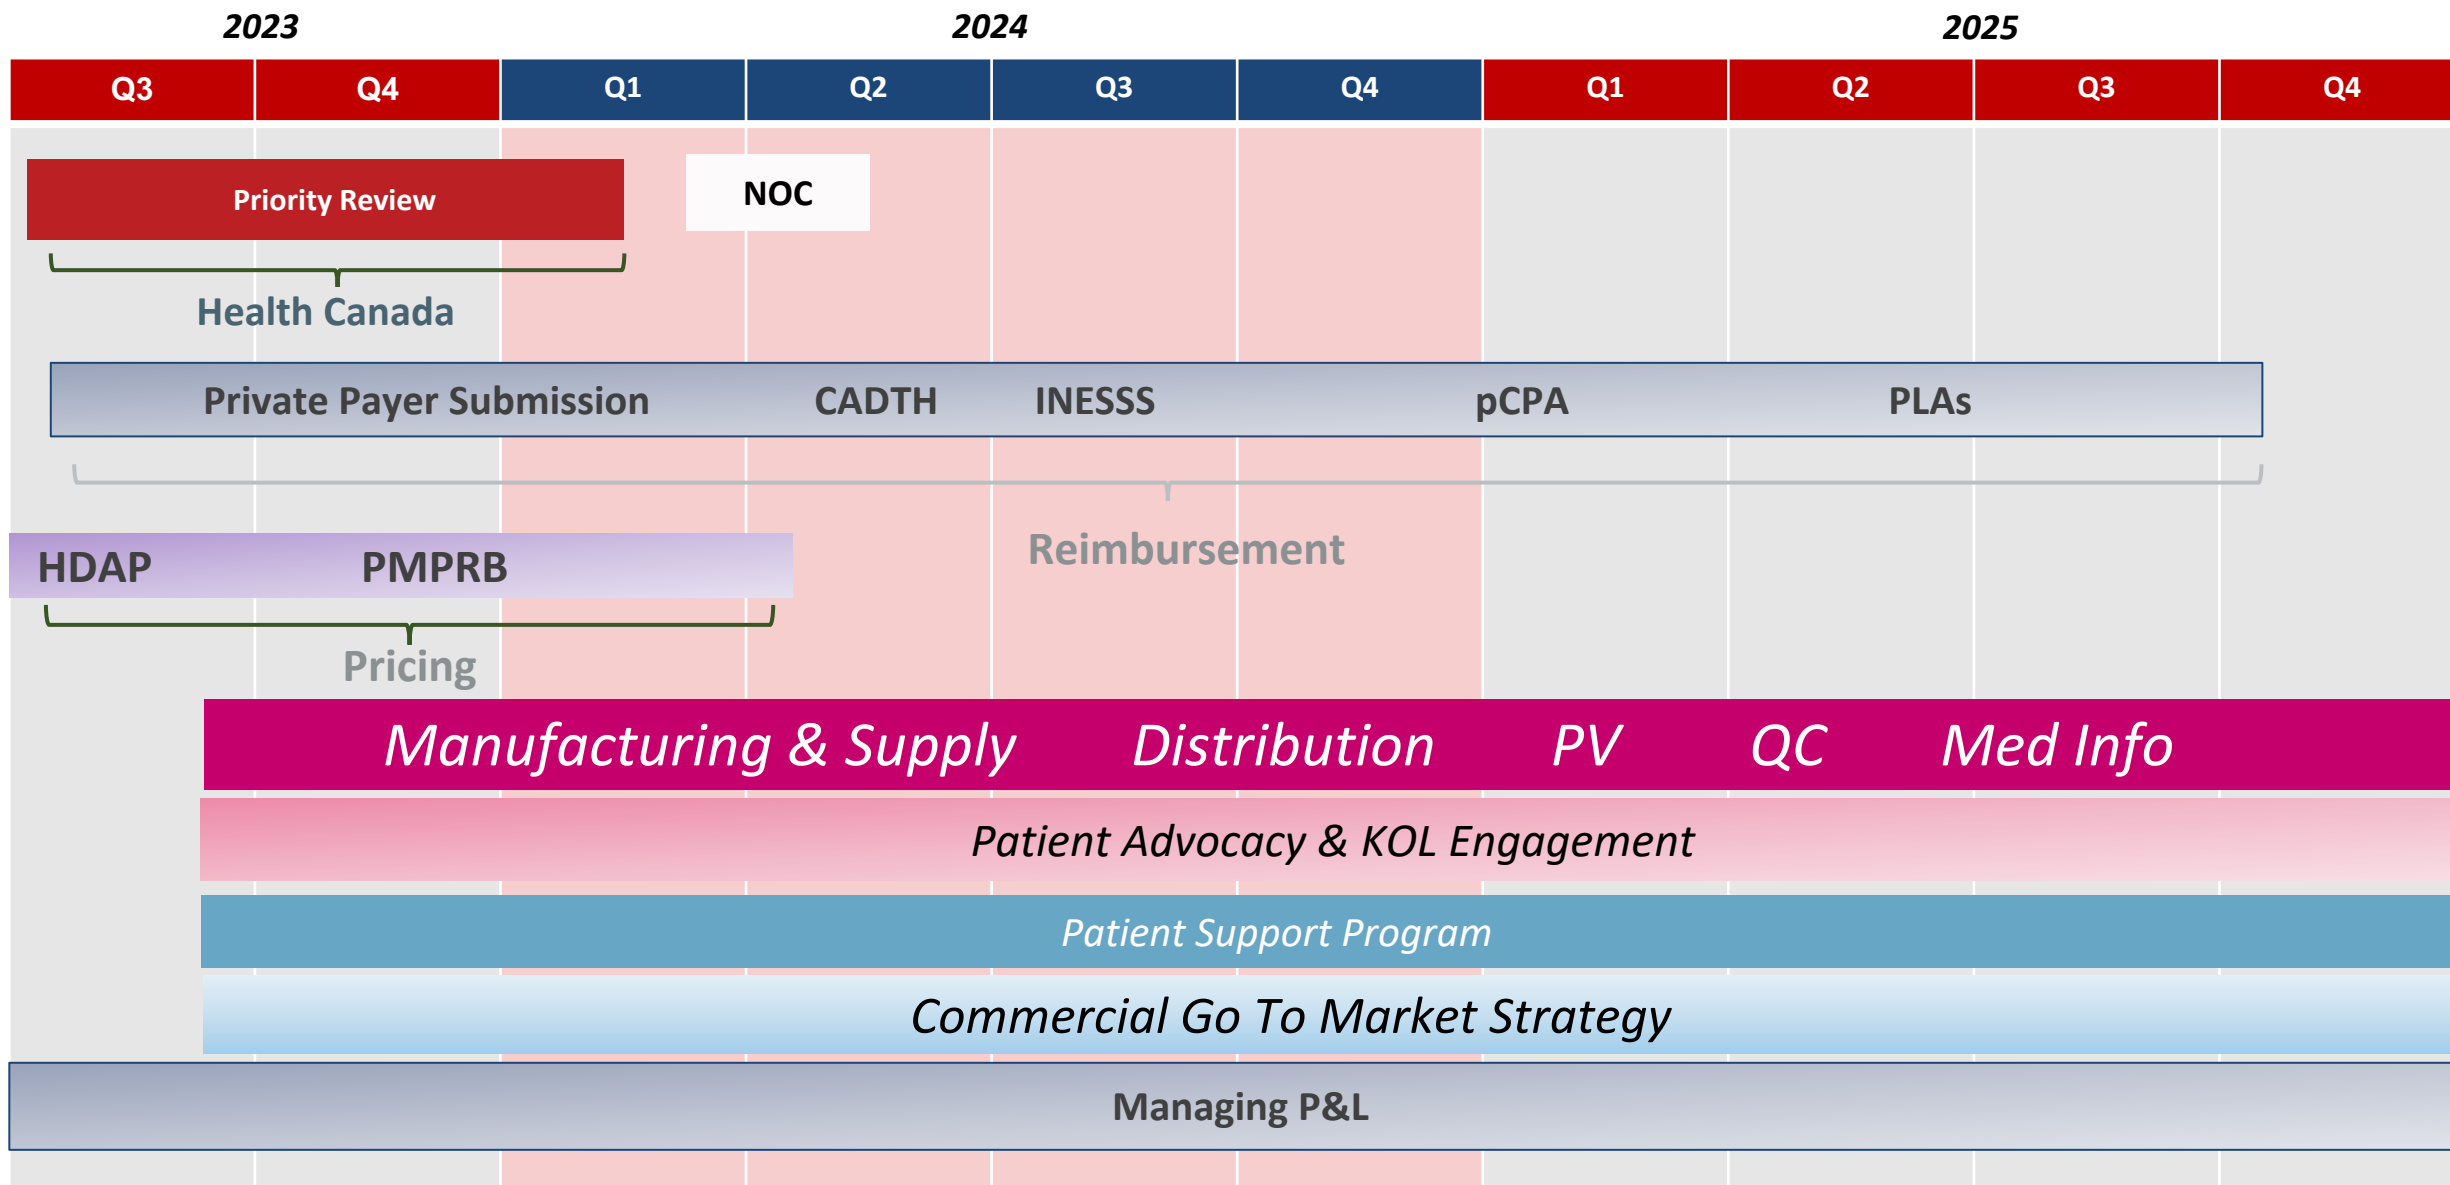 2023 2024 2025
Q3 Q4 Q1 Q2 Q3 Q4 Q1 Q2 Q3 Q4
Priority Review NOC
Health Canada
Private Payer Submission CADTH INESSS pCPA PLAs
Reimbursement
HDAP PMPRB
Pricing
Manufacturing & Supply Distribution PV QC Med Info
Patient Advocacy & KOL Engagement
Patient Support Program
Commercial Go To Market Strategy
Managing P&L